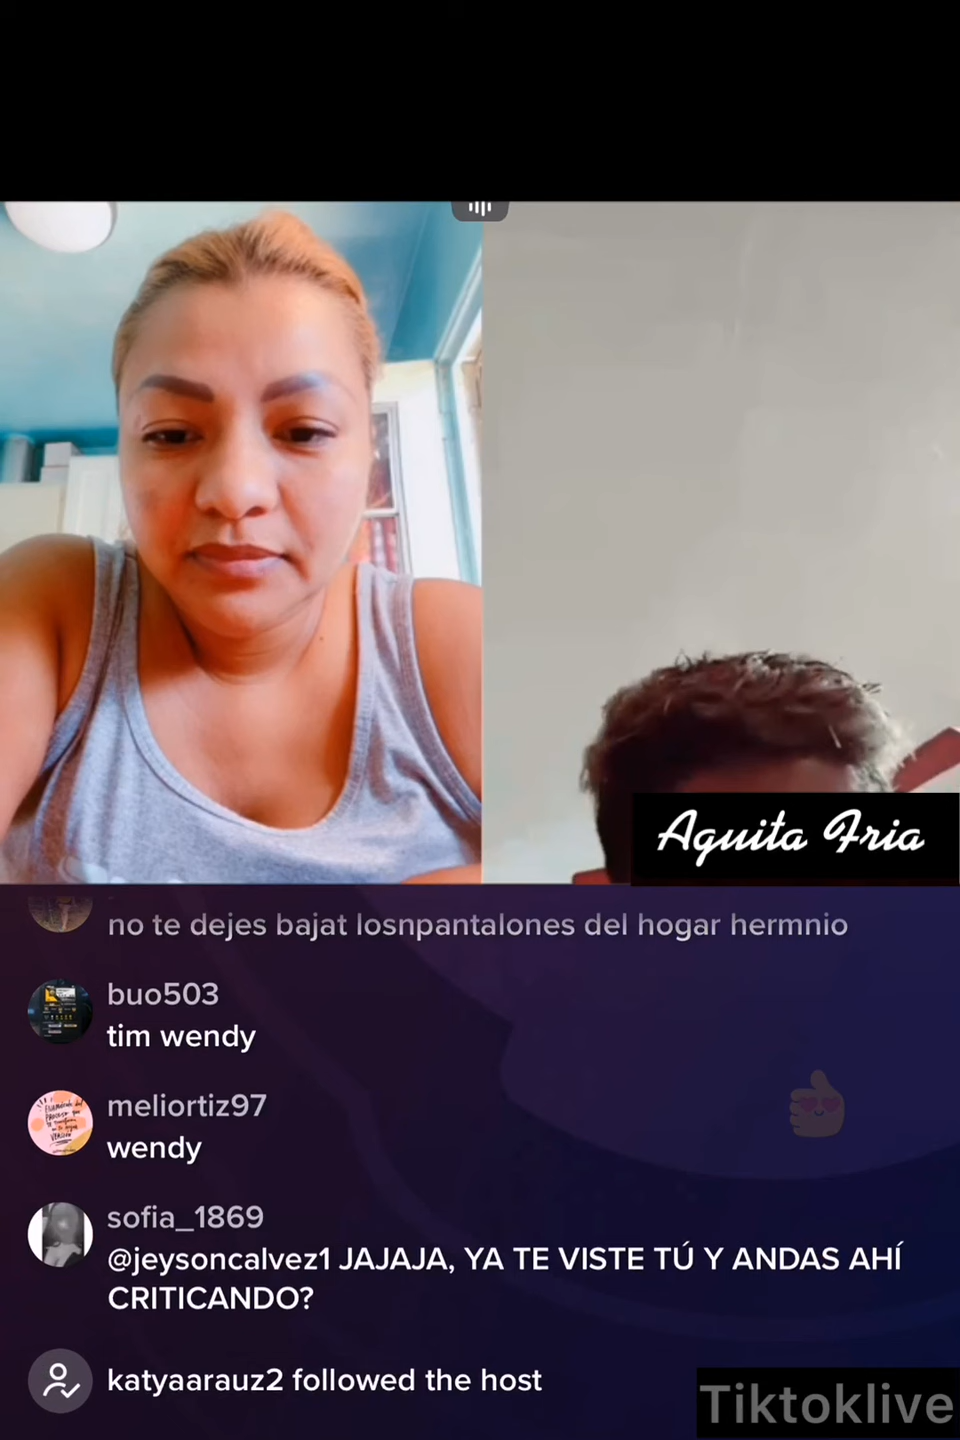 Aguita Fria
no te dejes bajat losnpantalones del hogar hermnio
buo503
tim wendy
meliortiz97
wendy
sofia_1869
@jeysoncalvez1 JAJAJA, YA TE VISTE TÚ Y ANDAS AHÍ
CRITICANDO?
katyaarauz2 followed the host
Tiktoklive